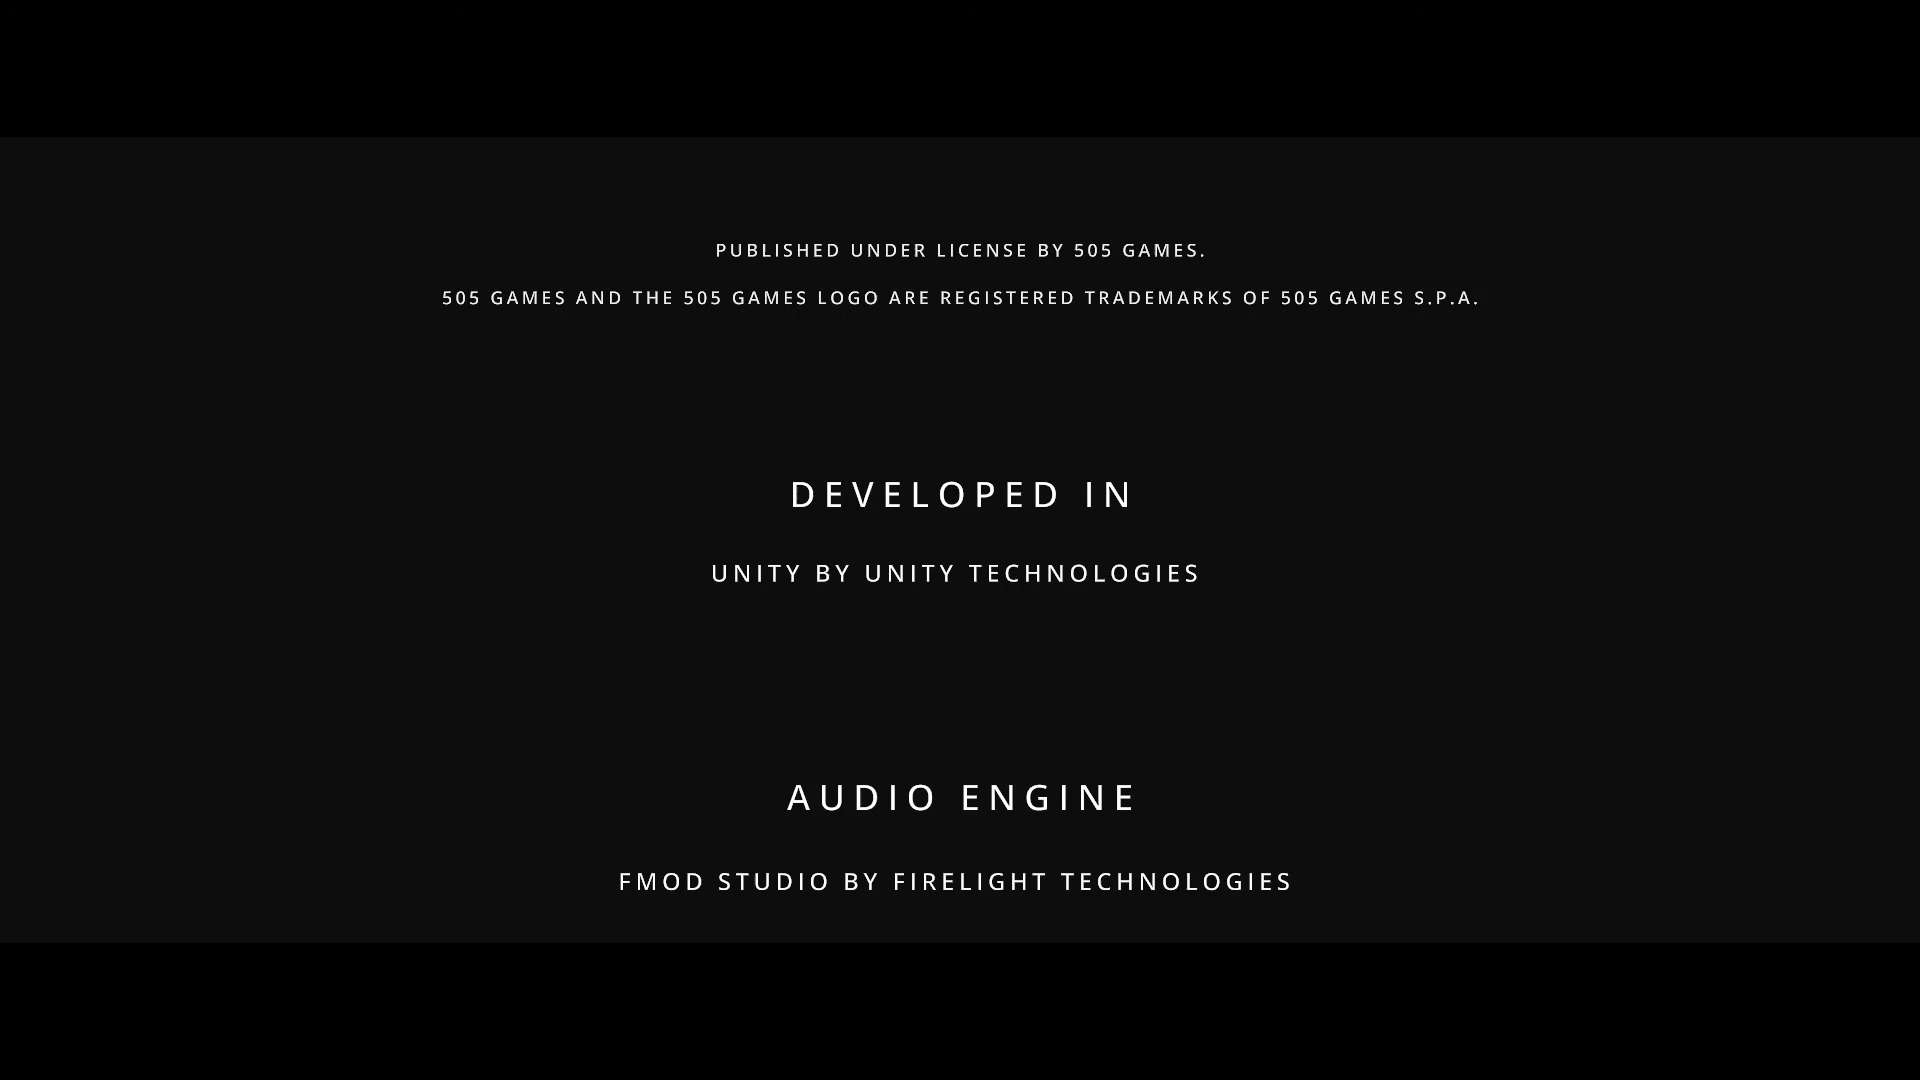 PUBLISHED UNDER LICENSE BY 505 GAMES.
505 GAMES AND THE 505 GAMES LOGO ARE REGISTERED TRADEMARKS OF 505 GAMES S.P.A.
DEVELOPED IN
UNITY BY UNITY TECHNOLOGIES
AUDIO ENGINE
FMOD STUDIO BY FIRELIGHT TECHNOLOGIES